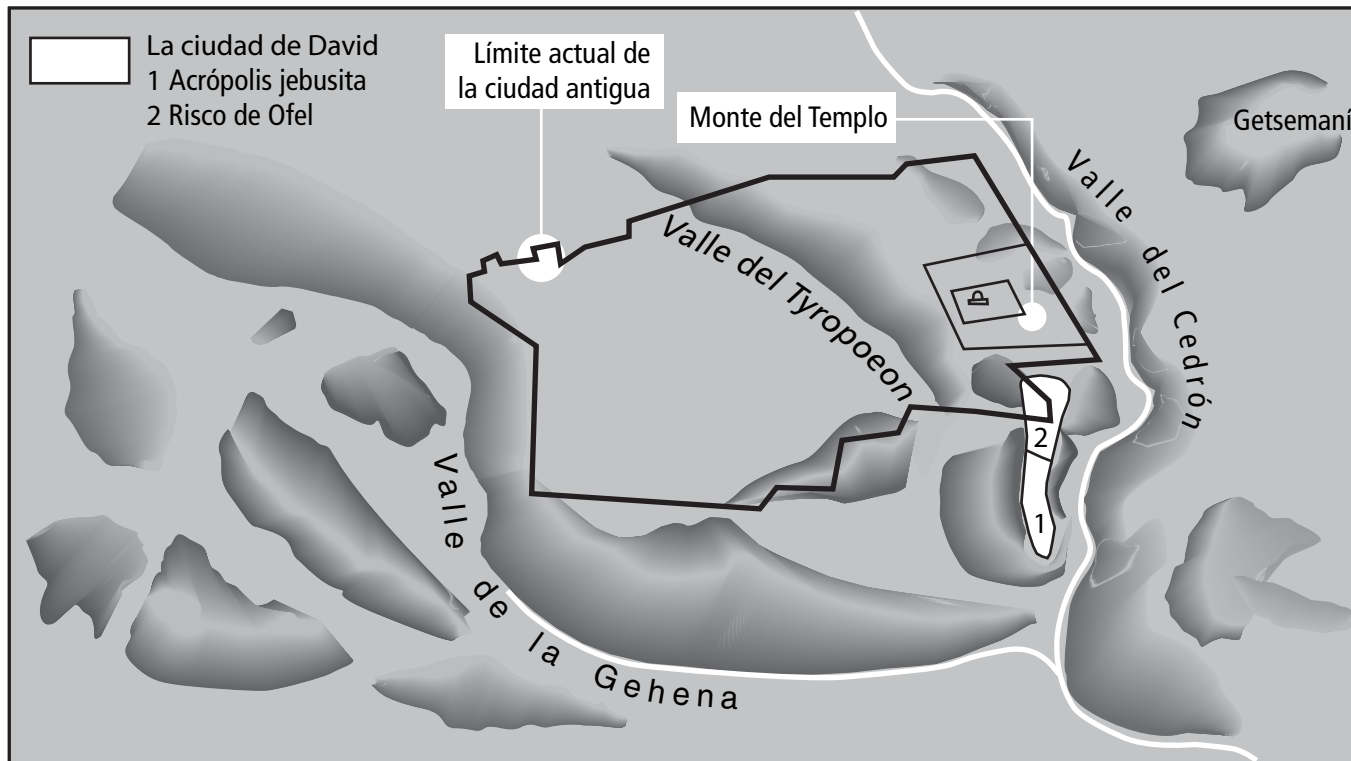 La ciudad de David
1 Acrópolis jebusita
2 Risco de Ofel
Límite actual de
la ciudad antigua
Monte del Templo
Getsemaní
Valle del Cedrón
Valle del Tyropoeon
2
1
Valle de la Gehena